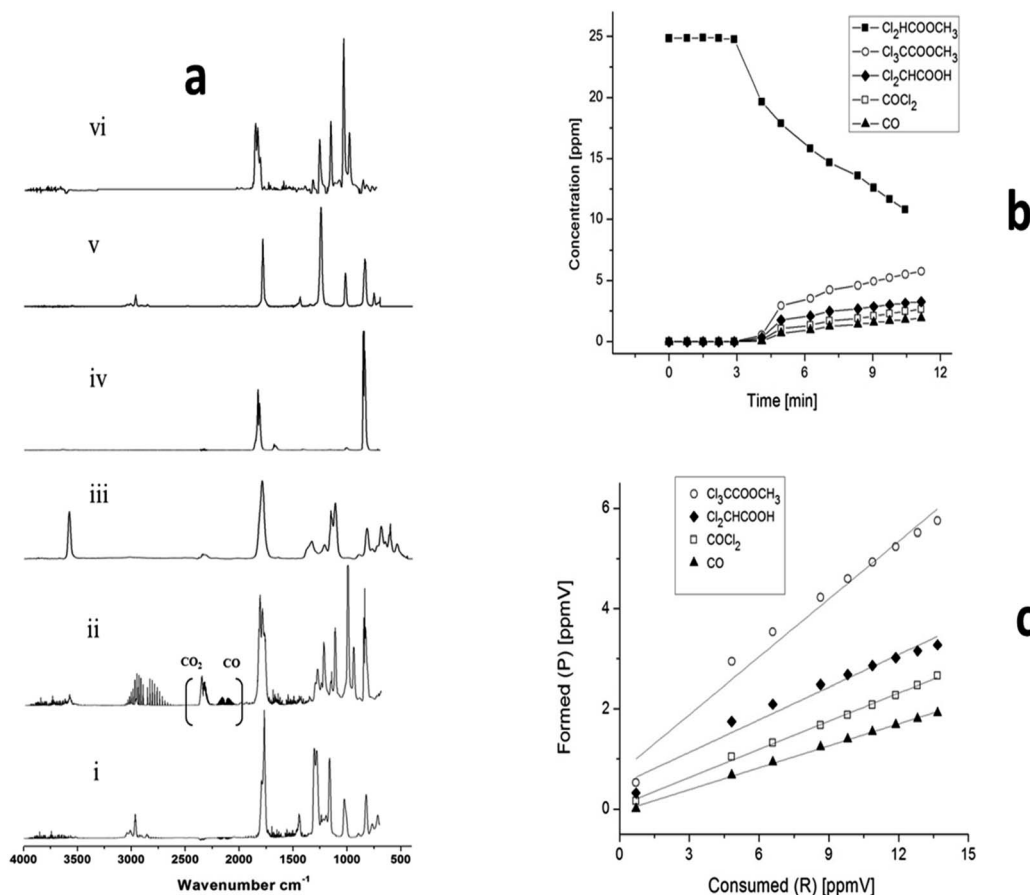 a
vi
v
iv
iii
ii
CO₂
CO
i
4000 3500 3000 2500 2000 1500 1000 500
Wavenumber cm⁻¹
Cl₂HCOOCH₃
Cl₃CCOOCH₃
Cl₂CHCOOH
COCl₂
CO
25
20
15
10
5
0
Concentration [ppm]
0 3 6 9 12
Time [min]
b
Cl₃CCOOCH₃
Cl₂CHCOOH
COCl₂
CO
6
4
2
0
Formed (P) [ppmV]
0 3 6 9 12 15
Consumed (R) [ppmV]
c